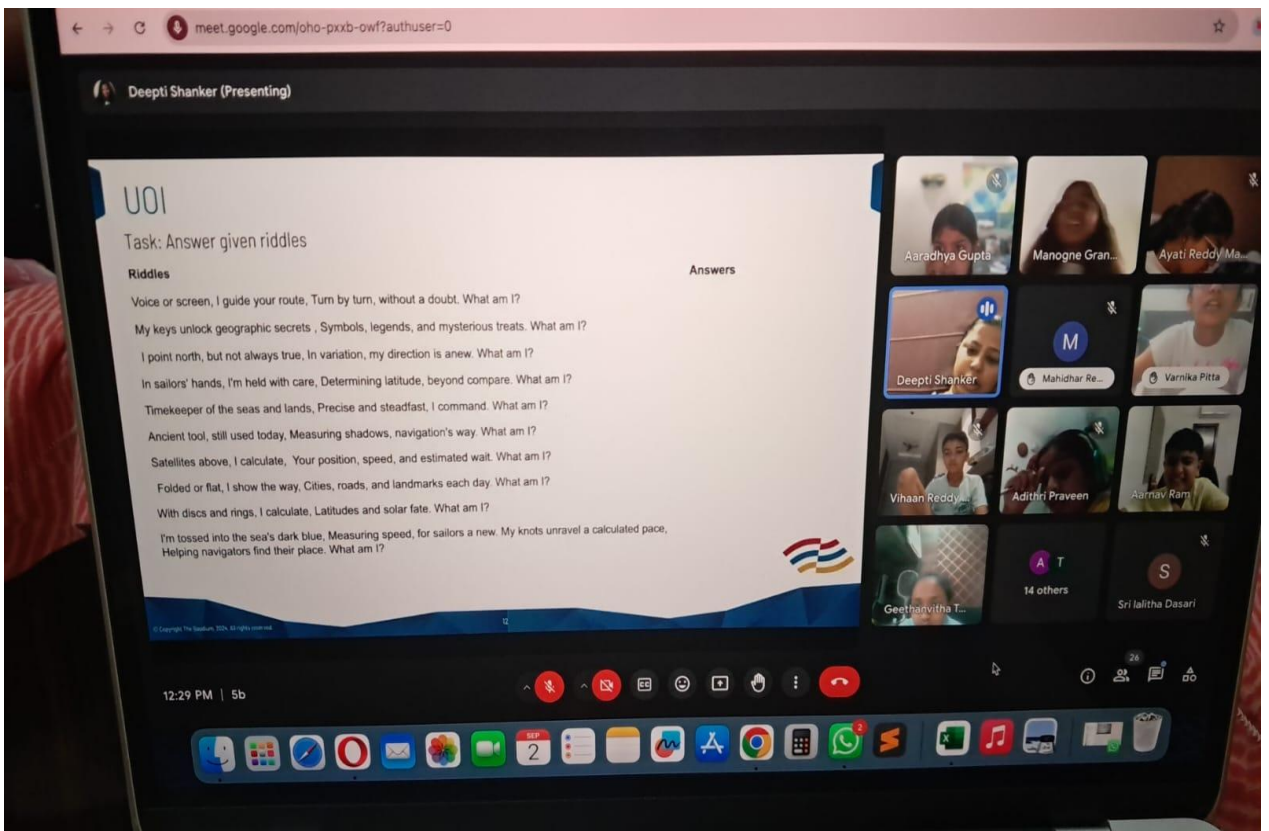 meet.google.com/oho-pxxb-owf?authuser=0
Deepti Shanker (Presenting)
UOI
Task: Answer given riddles
Riddles Answers
Voice or screen, I guide your route, Turn by turn, without a doubt. What am I?
My keys unlock geographic secrets , Symbols, legends, and mysterious treats. What am I?
I point north, but not always true, In variation, my direction is anew. What am I?
In sailors' hands, I'm held with care, Determining latitude, beyond compare. What am I?
Timekeeper of the seas and lands, Precise and steadfast, I command. What am I?
Ancient tool, still used today, Measuring shadows, navigation's way. What am I?
Satellites above, I calculate, Your position, speed, and estimated wait. What am I?
Folded or flat, I show the way, Cities, roads, and landmarks each day. What am I?
With discs and rings, I calculate, Latitudes and solar fate. What am I?
I'm tossed into the sea's dark blue, Measuring speed, for sailors a new. My knots unravel a calculated pace,
Helping navigators find their place. What am I?
© Copyright The Gaudium, 2024. All rights reserved.
12
Aaradhya Gupta
Manogne Gran...
Ayati Reddy Ma...
Deepti Shanker
M
Mahidhar Re...
Varnika Pitta
Vihaan Reddy...
Adithri Praveen
Aarnav Ram
Geethanvitha T...
A T
14 others
S
Sri lalitha Dasari
12:29 PM | 5b
CC
26
SEP
2
2